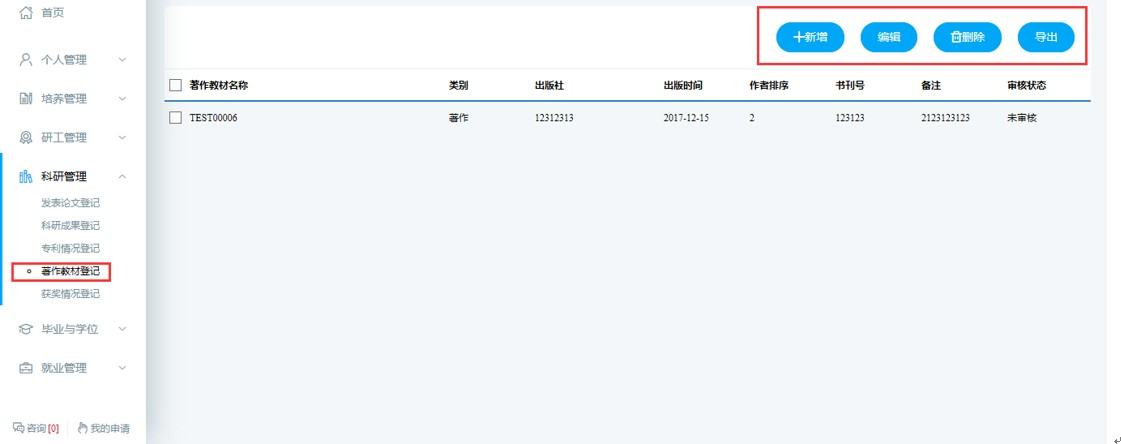 首页
个人管理
培养管理
研工管理
科研管理
发表论文登记
科研成果登记
专利情况登记
著作教材登记
获奖情况登记
毕业与学位
就业管理
咨询[0] 我的申请
新增 编辑 删除 导出
著作教材名称 类别 出版社 出版时间 作者排序 书刊号 备注 审核状态
TEST00006 著作 12312313 2017-12-15 2 123123 2123123123 未审核